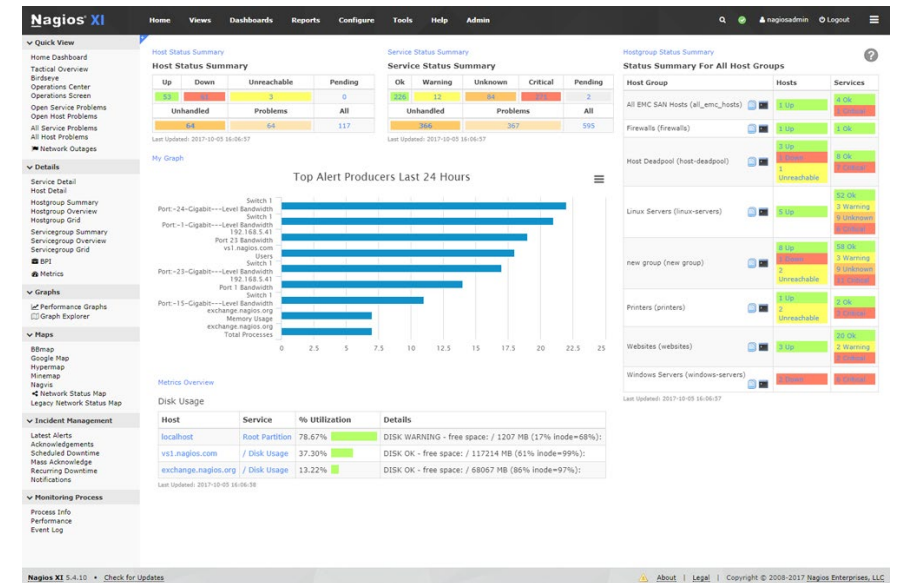 Nagios XI
Home Views Dashboards Reports Configure Tools Help Admin
nagiosadmin Logout
Quick View
Home Dashboard
Tactical Overview
Birdseye
Operations Center
Operations Screen
Open Service Problems
Open Host Problems
All Service Problems
All Host Problems
Network Outages
Details
Service Detail
Host Detail
Hostgroup Summary
Hostgroup Overview
Hostgroup Grid
Servicegroup Summary
Servicegroup Overview
Servicegroup Grid
BPI
Metrics
Graphs
Performance Graphs
Graph Explorer
Maps
BBmap
Google Map
Hypermap
Minemap
Nagvis
Network Status Map
Legacy Network Status Map
Incident Management
Latest Alerts
Acknowledgements
Scheduled Downtime
Mass Acknowledge
Recurring Downtime
Notifications
Monitoring Process
Process Info
Performance
Event Log
Host Status Summary
Host Status Summary
Up Down Unreachable Pending
53 3 0
Unhandled Problems All
64 64 117
Last Updated: 2017-10-05 16:06:57
Service Status Summary
Service Status Summary
Ok Warning Unknown Critical Pending
226 12 84 2
Unhandled Problems All
366 367 595
Last Updated: 2017-10-05 16:06:57
My Graph
Top Alert Producers Last 24 Hours
Switch 1
Port:-24-Gigabit---Level Bandwidth
Switch 1
Port:-1-Gigabit---Level Bandwidth
192.168.5.41
Port 23 Bandwidth
vs1.nagios.com
Users
Switch 1
Port:-23-Gigabit---Level Bandwidth
192.168.5.41
Port 1 Bandwidth
Switch 1
Port:-15-Gigabit---Level Bandwidth
exchange.nagios.org
Memory Usage
exchange.nagios.org
Total Processes
0 2.5 5 7.5 10 12.5 15 17.5 20 22.5 25
Metrics Overview
Disk Usage
Host Service % Utilization Details
localhost Root Partition 78.67% DISK WARNING - free space: / 1207 MB (17% inode=68%):
vs1.nagios.com / Disk Usage 37.30% DISK OK - free space: / 117214 MB (61% inode=99%):
exchange.nagios.org / Disk Usage 13.22% DISK OK - free space: / 68067 MB (86% inode=97%):
Last Updated: 2017-10-05 16:06:58
Hostgroup Status Summary
Status Summary For All Host Groups
Host Group Hosts Services
All EMC SAN Hosts (all_emc_hosts) 1 Up 4 Ok
1 Critical
Firewalls (firewalls) 1 Up 1 Ok
Host Deadpool (host-deadpool) 3 Up
1 Down
1 Unreachable
8 Ok
7 Critical
Linux Servers (linux-servers) 5 Up
52 Ok
3 Warning
9 Unknown
Critical
new group (new group) 8 Up
Down
2 Unreachable
58 Ok
3 Warning
9 Unknown
11 Critical
Printers (printers) 1 Up
2 Unreachable
2 Ok
Critical
Websites (websites) 3 Up
20 Ok
2 Warning
Critical
Windows Servers (windows-servers) Down Critical
Last Updated: 2017-10-05 16:06:57
Nagios XI 5.4.10 • Check for Updates
About | Legal | Copyright © 2008-2017 Nagios Enterprises, LLC